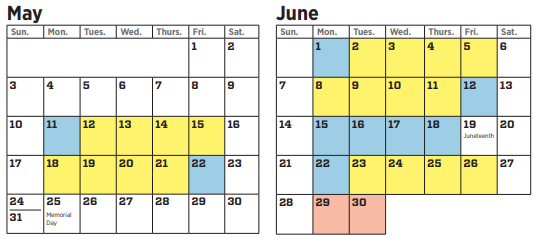 May
Sun. Mon. Tues. Wed. Thurs. Fri. Sat.
1 2
3 4 5 6 7 8 9
10 11 12 13 14 15 16
17 18 19 20 21 22 23
24 25 26 27 28 29 30
31 Memorial
Day
June
Sun. Mon. Tues. Wed. Thurs. Fri. Sat.
1 2 3 4 5 6
7 8 9 10 11 12 13
14 15 16 17 18 19 20
Juneteenth
21 22 23 24 25 26 27
28 29 30